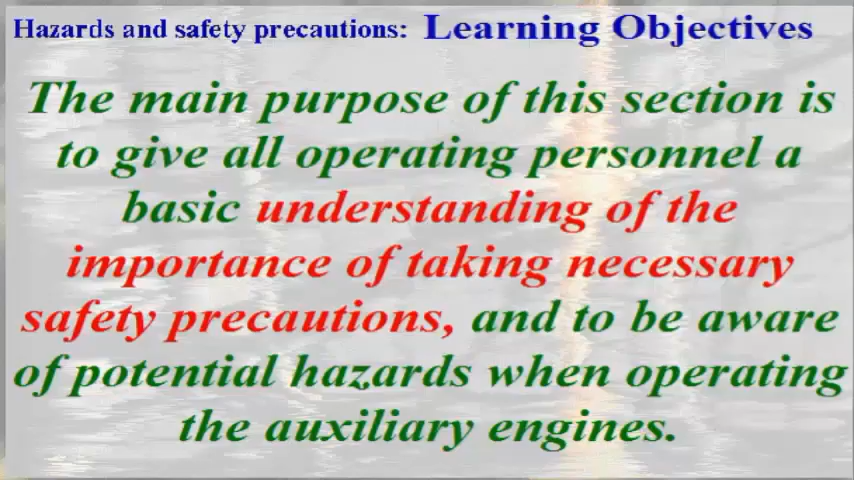 Hazards and safety precautions: Learning Objectives
The main purpose of this section is
to give all operating personnel a
basic understanding of the
importance of taking necessary
safety precautions, and to be aware
of potential hazards when operating
the auxiliary engines.